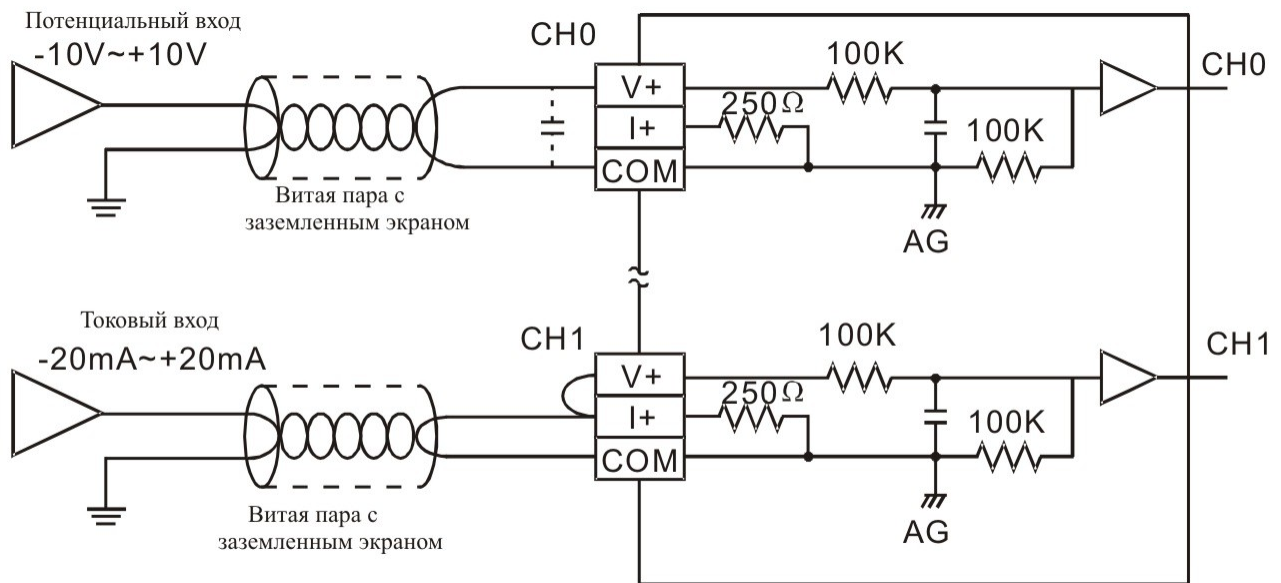 Потенциальный вход
-10V~+10V
CH0
V+
I+
COM
100K
250Ω
100K
AG
CH0
Витая пара с
заземленным экраном
Токовый вход
-20mA~+20mA
CH1
V+
I+
COM
100K
250Ω
100K
AG
CH1
Витая пара с
заземленным экраном